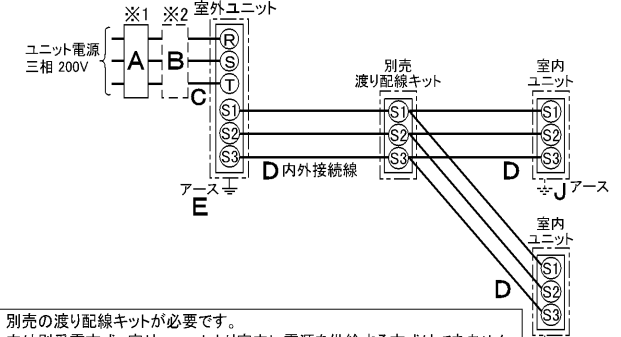 ※1 ※2 室外ユニット
ユニット電源
三相 200V
A
B
C
R
S
T
S1
S2
S3
D 内外接続線
アース
E
別売
渡り配線キット
S1
S2
S3
室内
ユニット
S1
S2
S3
D
J アース
室内
ユニット
S1
S2
S3
D
別売の渡り配線キットが必要です。